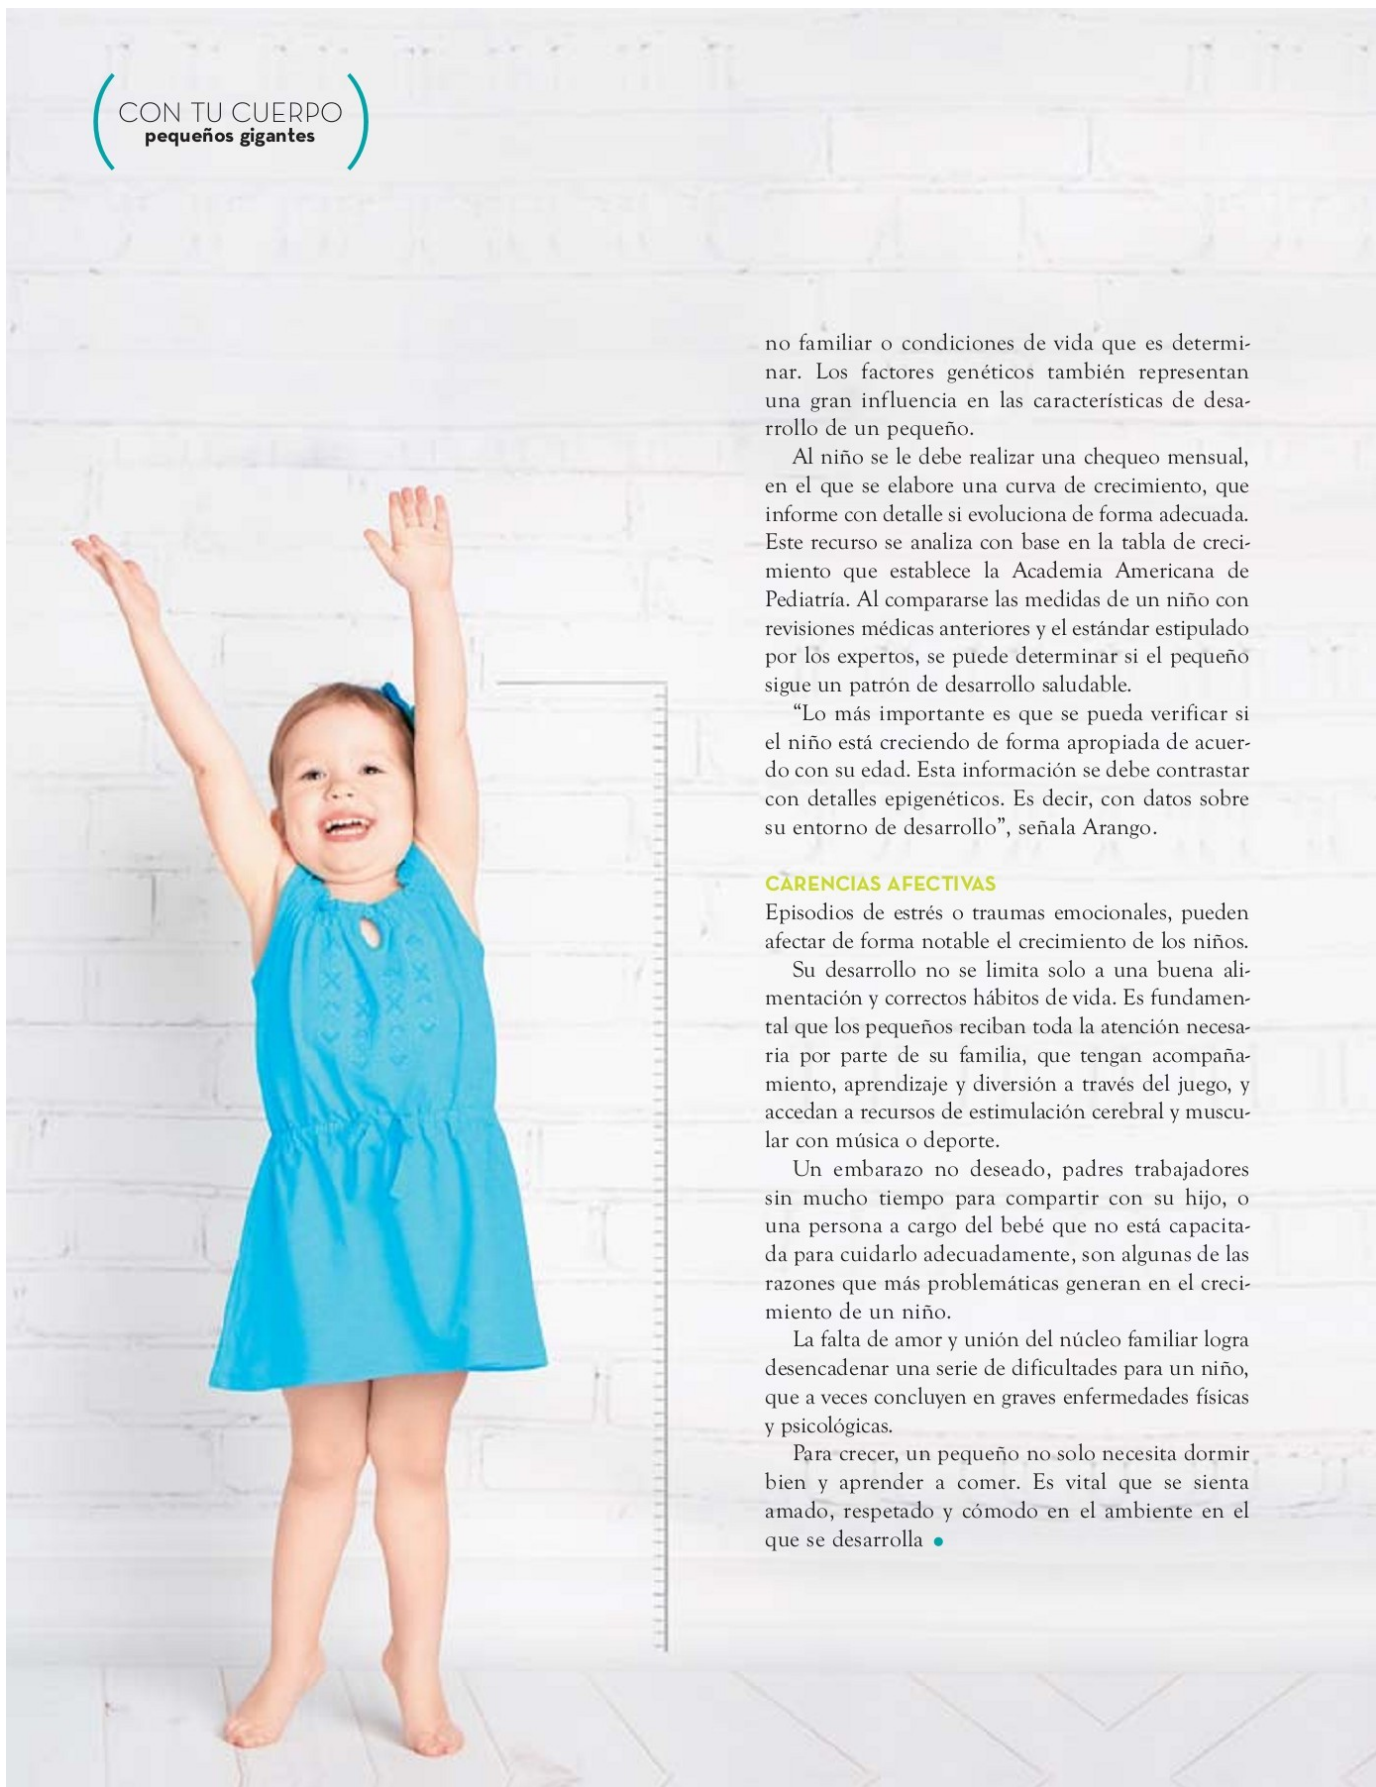 CON TU CUERPO
pequeños gigantes
no familiar o condiciones de vida que es determi-
nar. Los factores genéticos también representan
una gran influencia en las características de desa-
rrollo de un pequeño.
Al niño se le debe realizar una chequeo mensual,
en el que se elabore una curva de crecimiento, que
informe con detalle si evoluciona de forma adecuada.
Este recurso se analiza con base en la tabla de creci-
miento que establece la Academia Americana de
Pediatría. Al compararse las medidas de un niño con
revisiones médicas anteriores y el estándar estipulado
por los expertos, se puede determinar si el pequeño
sigue un patrón de desarrollo saludable.
“Lo más importante es que se pueda verificar si
el niño está creciendo de forma apropiada de acuer-
do con su edad. Esta información se debe contrastar
con detalles epigenéticos. Es decir, con datos sobre
su entorno de desarrollo”, señala Arango.
CARENCIAS AFECTIVAS
Episodios de estrés o traumas emocionales, pueden
afectar de forma notable el crecimiento de los niños.
Su desarrollo no se limita solo a una buena ali-
mentación y correctos hábitos de vida. Es fundamen-
tal que los pequeños reciban toda la atención necesa-
ria por parte de su familia, que tengan acompaña-
miento, aprendizaje y diversión a través del juego, y
accedan a recursos de estimulación cerebral y muscu-
lar con música o deporte.
Un embarazo no deseado, padres trabajadores
sin mucho tiempo para compartir con su hijo, o
una persona a cargo del bebé que no está capacita-
da para cuidarlo adecuadamente, son algunas de las
razones que más problemáticas generan en el creci-
miento de un niño.
La falta de amor y unión del núcleo familiar logra
desencadenar una serie de dificultades para un niño,
que a veces concluyen en graves enfermedades físicas
y psicológicas.
Para crecer, un pequeño no solo necesita dormir
bien y aprender a comer. Es vital que se sienta
amado, respetado y cómodo en el ambiente en el
que se desarrolla